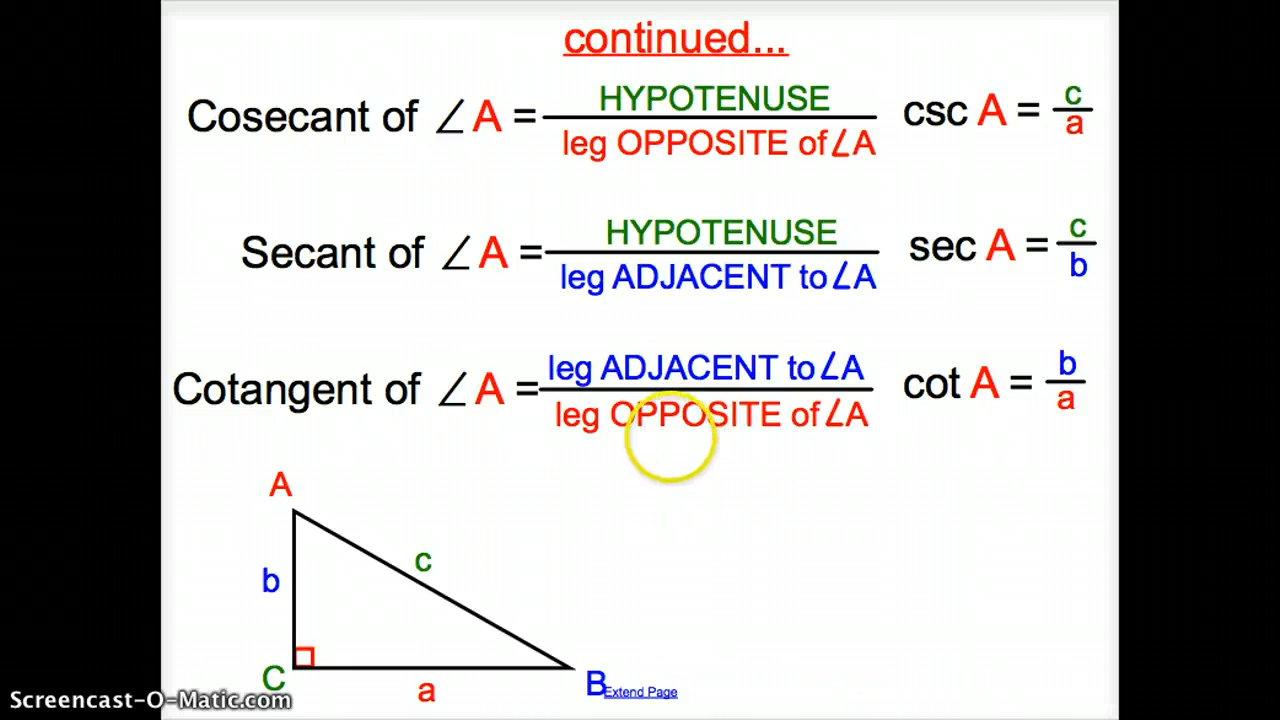 continued...
Cosecant of ∠A = HYPOTENUSE / leg OPPOSITE of ∠A csc A = c / a
Secant of ∠A = HYPOTENUSE / leg ADJACENT to ∠A sec A = c / b
Cotangent of ∠A = leg ADJACENT to ∠A / leg OPPOSITE of ∠A cot A = b / a
A
b
c
C
a
B
Extend Page
Screencast-O-Matic.com